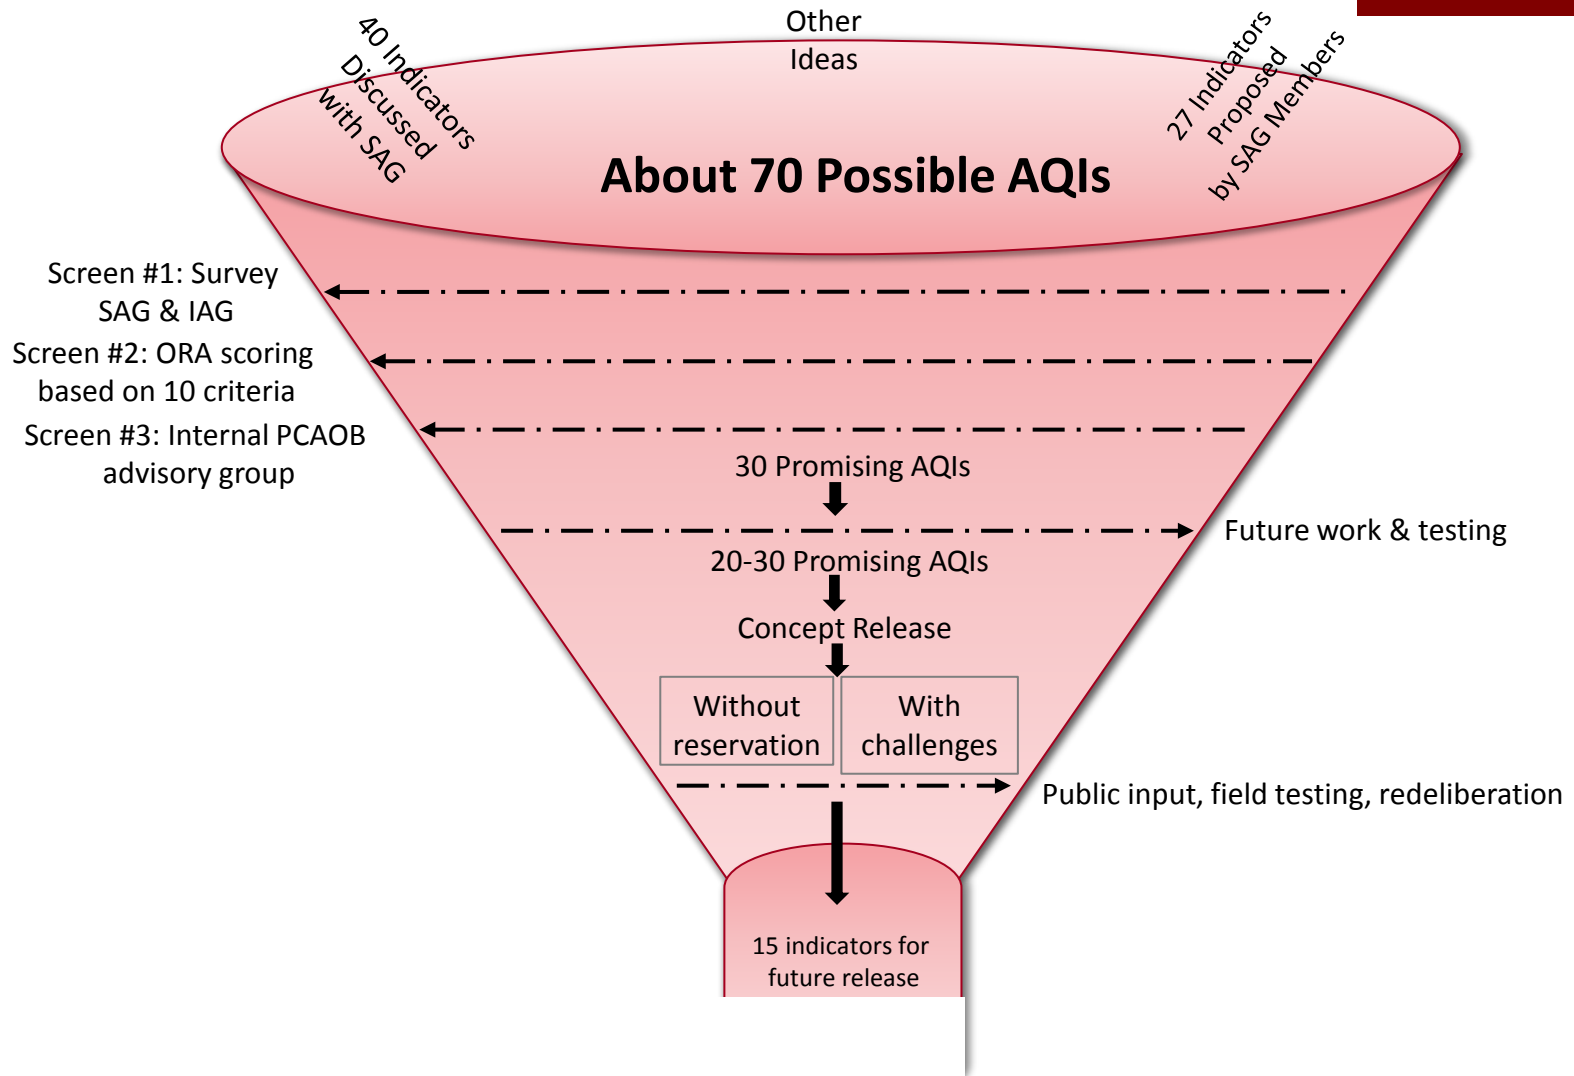 Other
Ideas
40 Indicators
Discussed
with SAG
27 Indicators
Proposed
by SAG Members
About 70 Possible AQIs
Screen #1: Survey
SAG & IAG
Screen #2: ORA scoring
based on 10 criteria
Screen #3: Internal PCAOB
advisory group
30 Promising AQIs
Future work & testing
20-30 Promising AQIs
Concept Release
Without
reservation
With
challenges
Public input, field testing, redeliberation
15 indicators for
future release